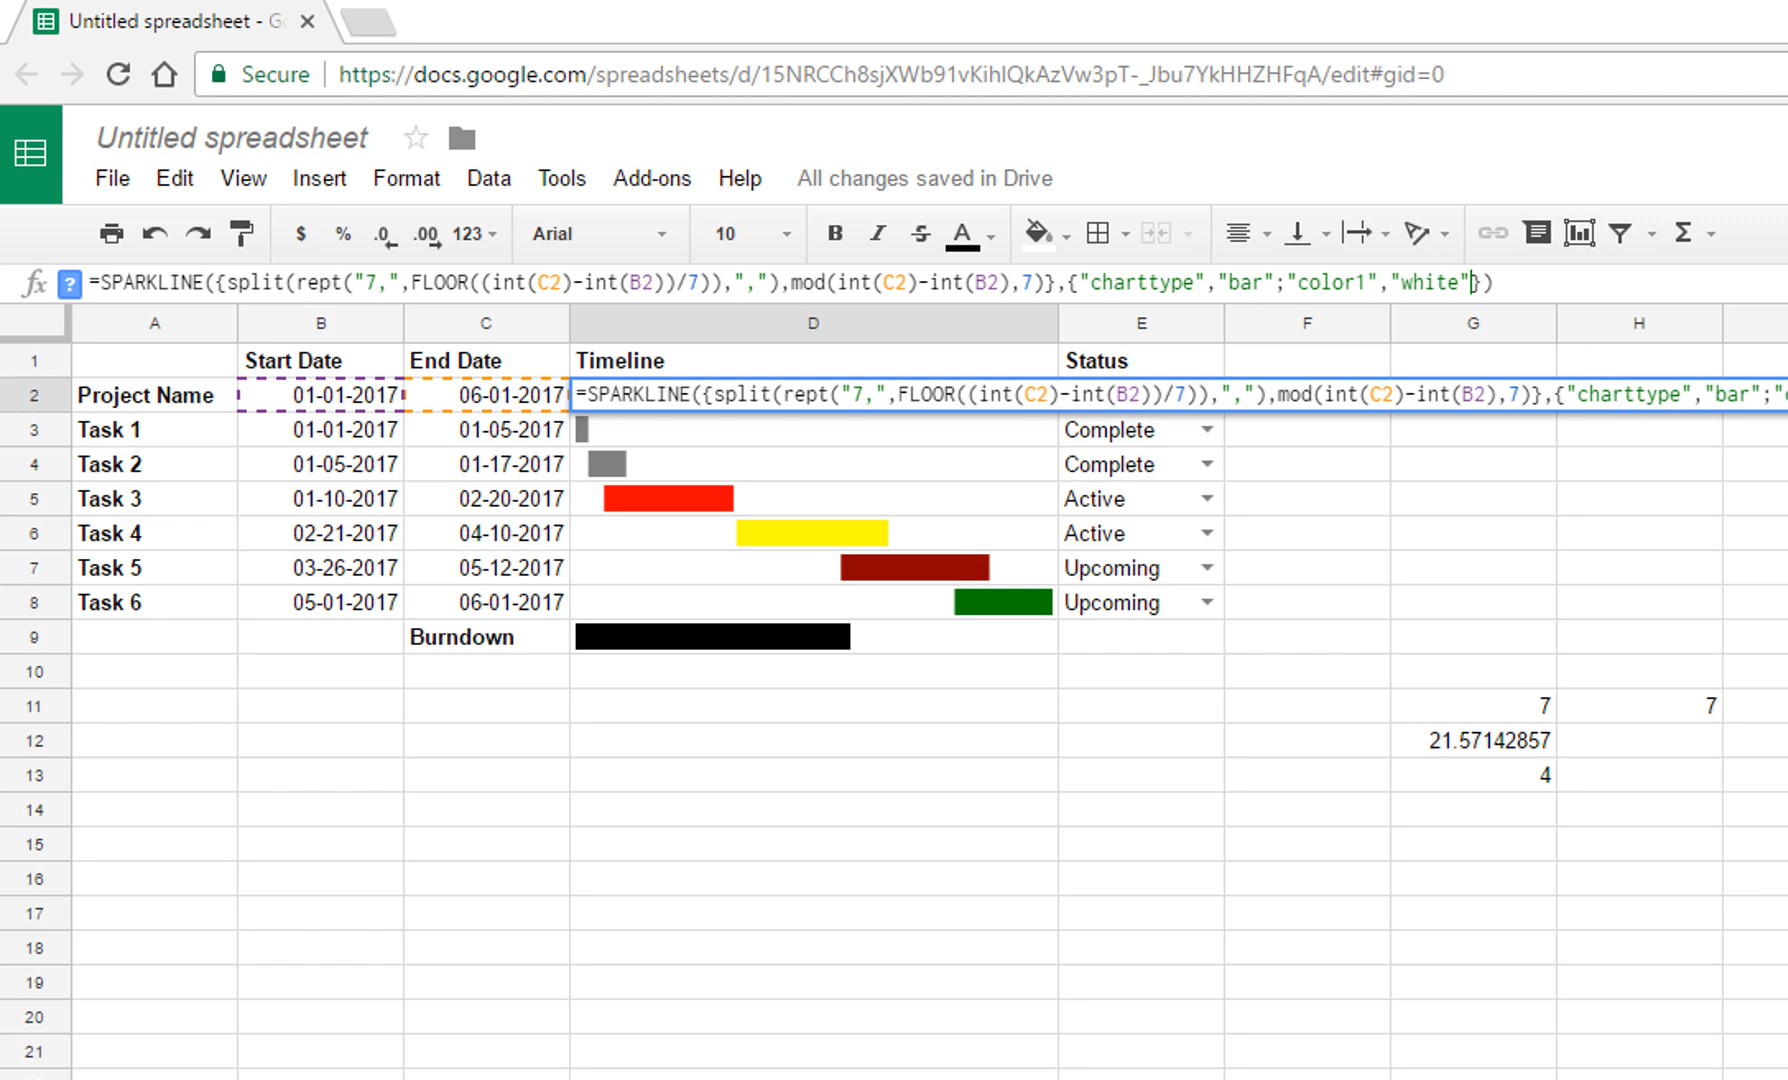 Untitled spreadsheet - G
Secure https://docs.google.com/spreadsheets/d/15NRCCh8sjXWb91vKihlQkAzVw3pT-_Jbu7YkHHZHFqA/edit#gid=0
Untitled spreadsheet
File Edit View Insert Format Data Tools Add-ons Help All changes saved in Drive
$ % .0 .00 123 Arial 10 B I S A Σ
fx ? =SPARKLINE({split(rept("7,",FLOOR((int(C2)-int(B2))/7)),","),mod(int(C2)-int(B2),7)},{"charttype","bar";"color1","white"})
A B C D E F G H
1 Start Date End Date Timeline Status
2 Project Name 01-01-2017 06-01-2017 =SPARKLINE({split(rept("7,",FLOOR((int(C2)-int(B2))/7)),","),mod(int(C2)-int(B2),7)},{"charttype","bar";"c
3 Task 1 01-01-2017 01-05-2017 Complete
4 Task 2 01-05-2017 01-17-2017 Complete
5 Task 3 01-10-2017 02-20-2017 Active
6 Task 4 02-21-2017 04-10-2017 Active
7 Task 5 03-26-2017 05-12-2017 Upcoming
8 Task 6 05-01-2017 06-01-2017 Upcoming
9 Burndown
10
11 7 7
12 21.57142857
13 4
14
15
16
17
18
19
20
21